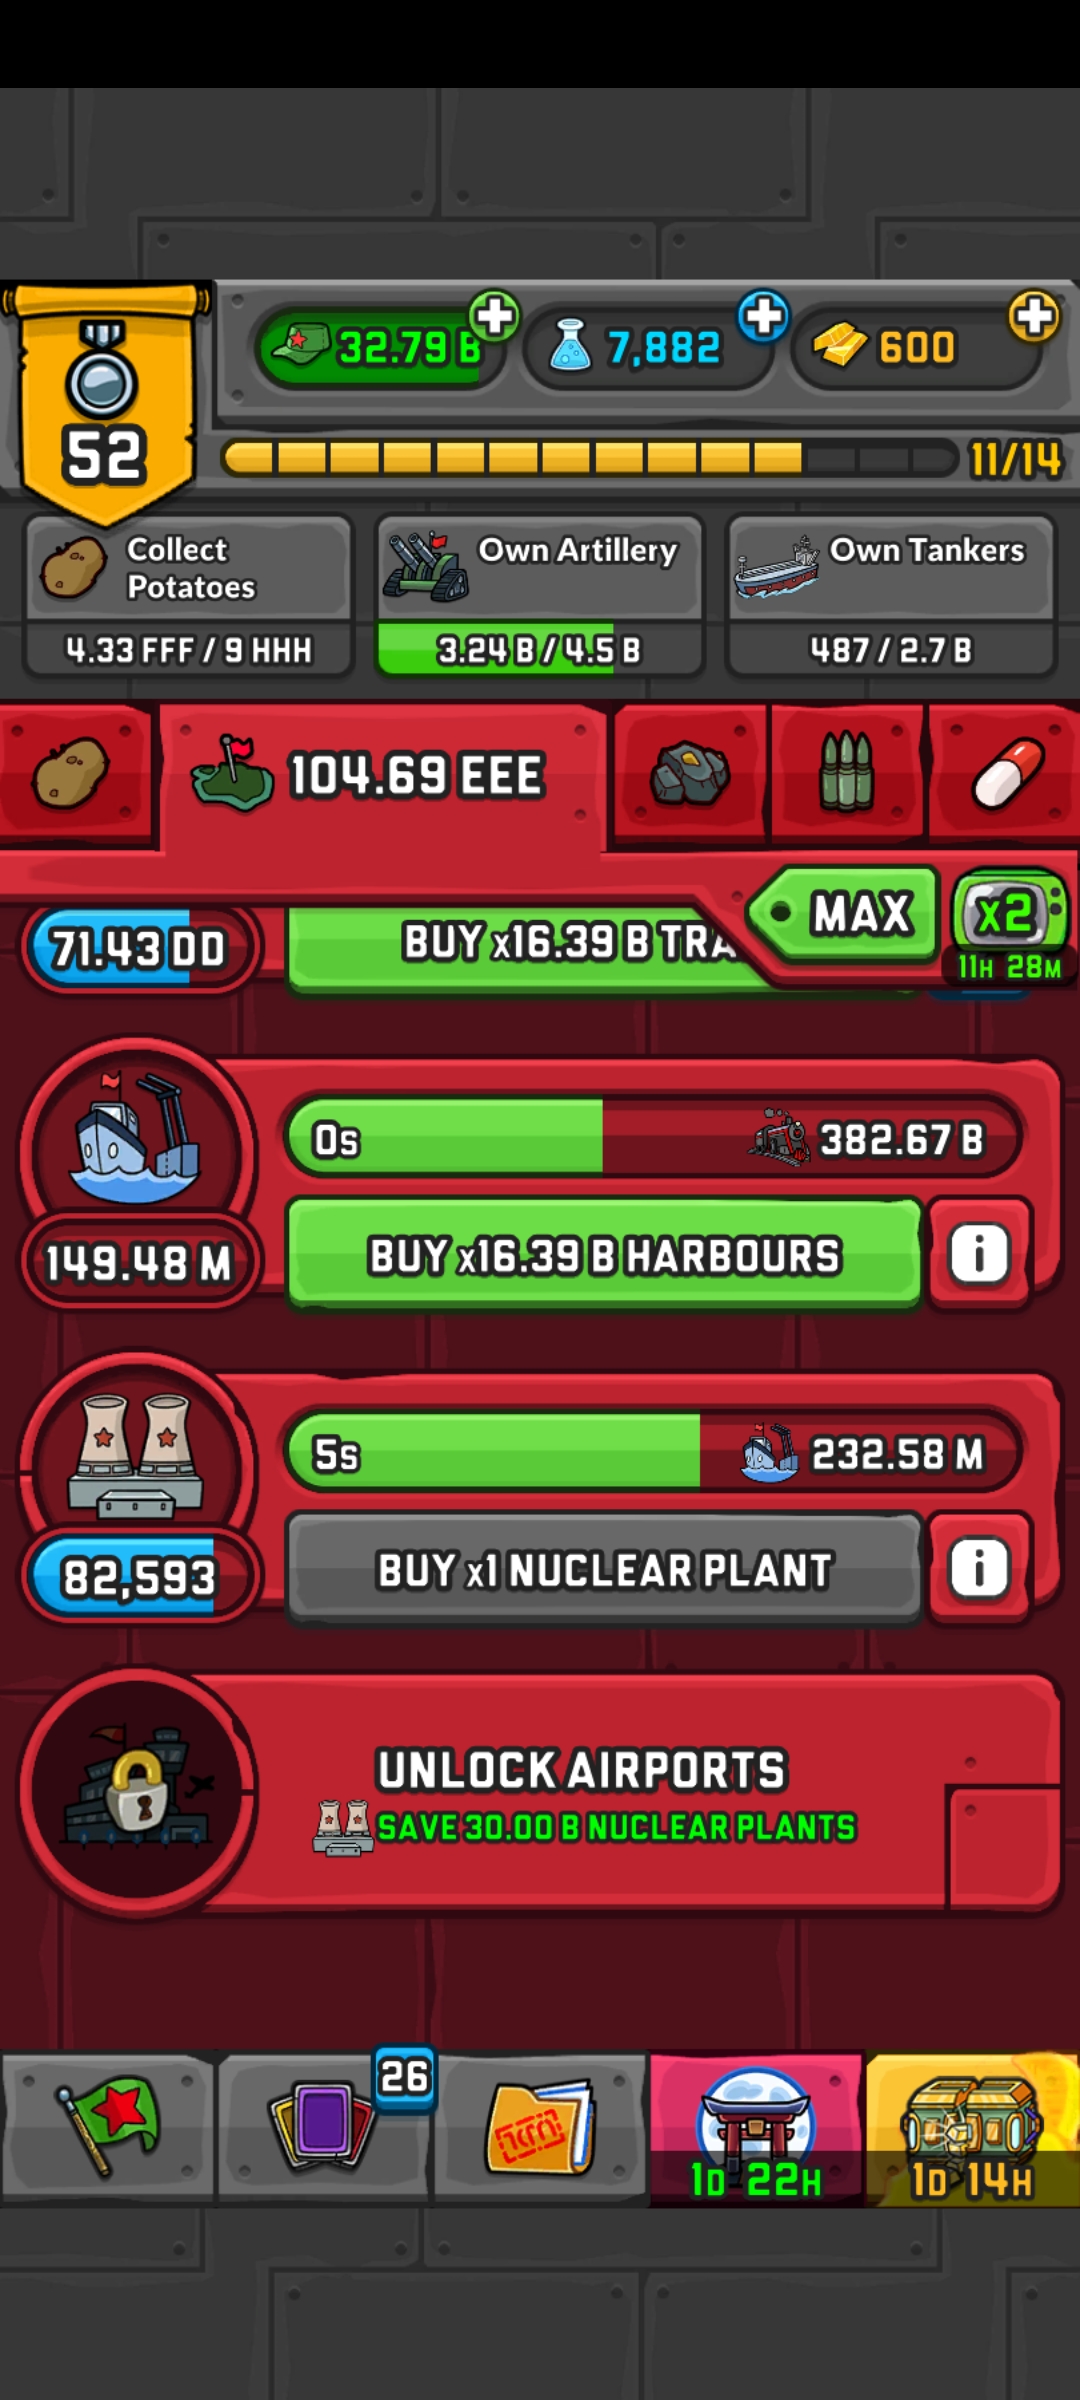 32.79 B
7,882
600
52
11/14
Collect
Potatoes
4.33 FFF / 9 HHH
Own Artillery
3.24 B / 4.5 B
Own Tankers
487 / 2.7 B
104.69 EEE
MAX
x2
11H 28M
71.43 DD
BUY x16.39 B TRA
0s
382.67 B
149.48 M
BUY x16.39 B HARBOURS
i
5s
232.58 M
82,593
BUY x1 NUCLEAR PLANT
i
UNLOCK AIRPORTS
SAVE 30.00 B NUCLEAR PLANTS
26
1D 22H
1D 14H